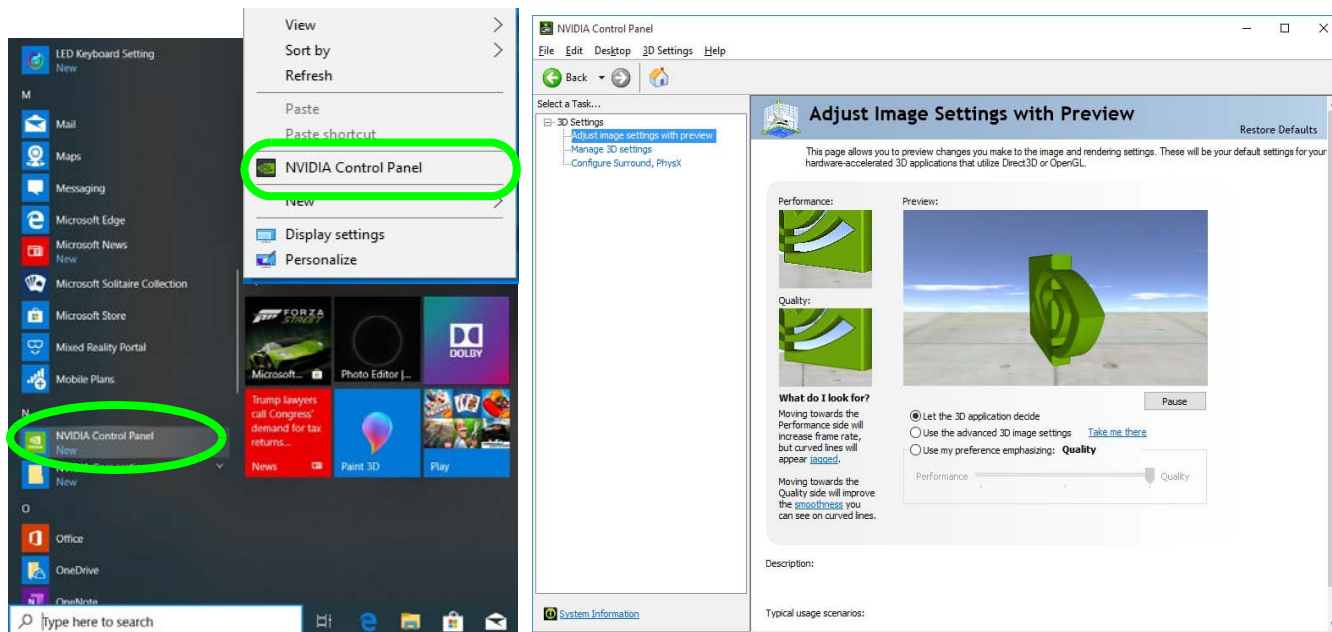 LED Keyboard Setting
New
M
Mail
Maps
Messaging
Microsoft Edge
Microsoft News
New
Microsoft Solitaire Collection
Microsoft Store
Mixed Reality Portal
Mobile Plans
N
NVIDIA Control Panel
New
New
O
Office
OneDrive
OneNote
Type here to search
View
Sort by
Refresh
Paste
Paste shortcut
NVIDIA Control Panel
New
Display settings
Personalize
FORZA
STREET
Microsoft...
Photo Editor |...
DOLBY
Trump lawyers
call Congress'
demand for tax
returns...
News
Paint 3D
Play
NVIDIA Control Panel
File Edit Desktop 3D Settings Help
Back
Select a Task...
3D Settings
Adjust image settings with preview
Manage 3D settings
Configure Surround, PhysX
System Information
Adjust Image Settings with Preview
Restore Defaults
This page allows you to preview changes you make to the image and rendering settings. These will be your default settings for your
hardware-accelerated 3D applications that utilize Direct3D or OpenGL.
Performance:
Preview:
Quality:
What do I look for?
Moving towards the
Performance side will
increase frame rate,
but curved lines will
appear jagged.
Moving towards the
Quality side will improve
the smoothness you
can see on curved lines.
Pause
Let the 3D application decide
Use the advanced 3D image settings Take me there
Use my preference emphasizing: Quality
Performance Quality
Description:
Typical usage scenarios: